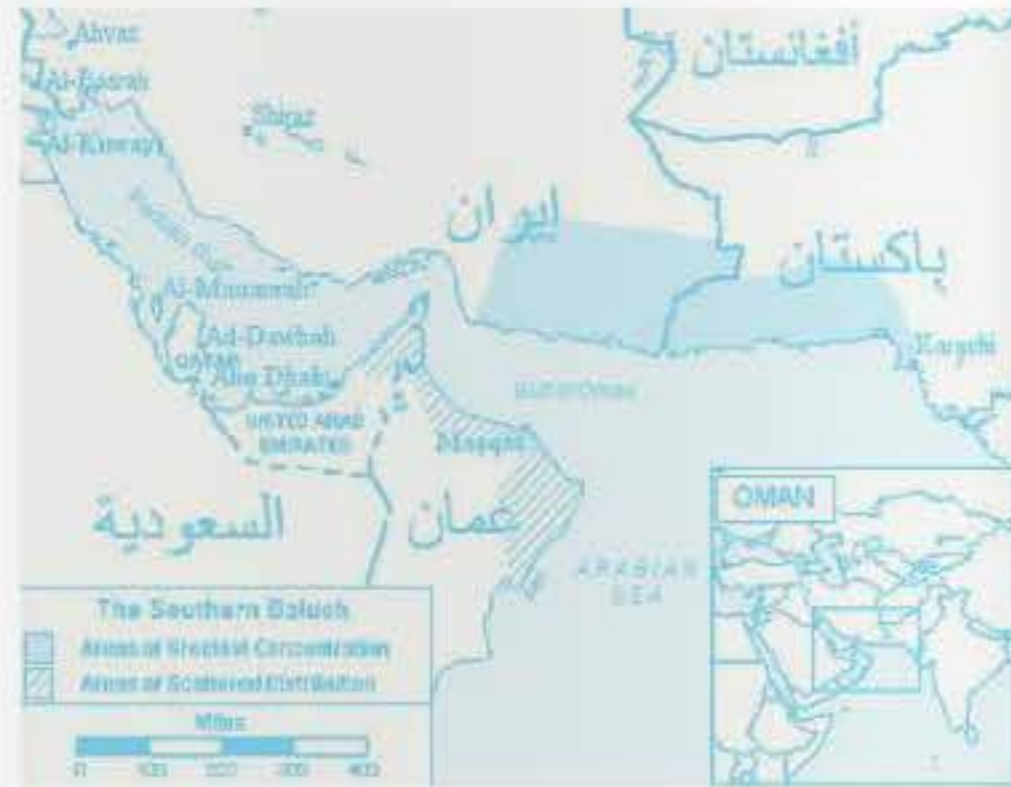 Ahvaz
أفغانستان
Al-Basrah
Shiraz
Al-Kuwayt
Persian Gulf
إيران
باكستان
Al-Manamah
Ad-Dawhah
QATAR
Abu Dhabi
Karachi
Gulf of Oman
UNITED ARAB
EMIRATES
Masqat
السعودية
عمان
OMAN
ARABIAN
SEA
The Southern Baluch
Areas of Greatest Concentration
Areas of Scattered Distribution
Miles
0 100 200 300 400